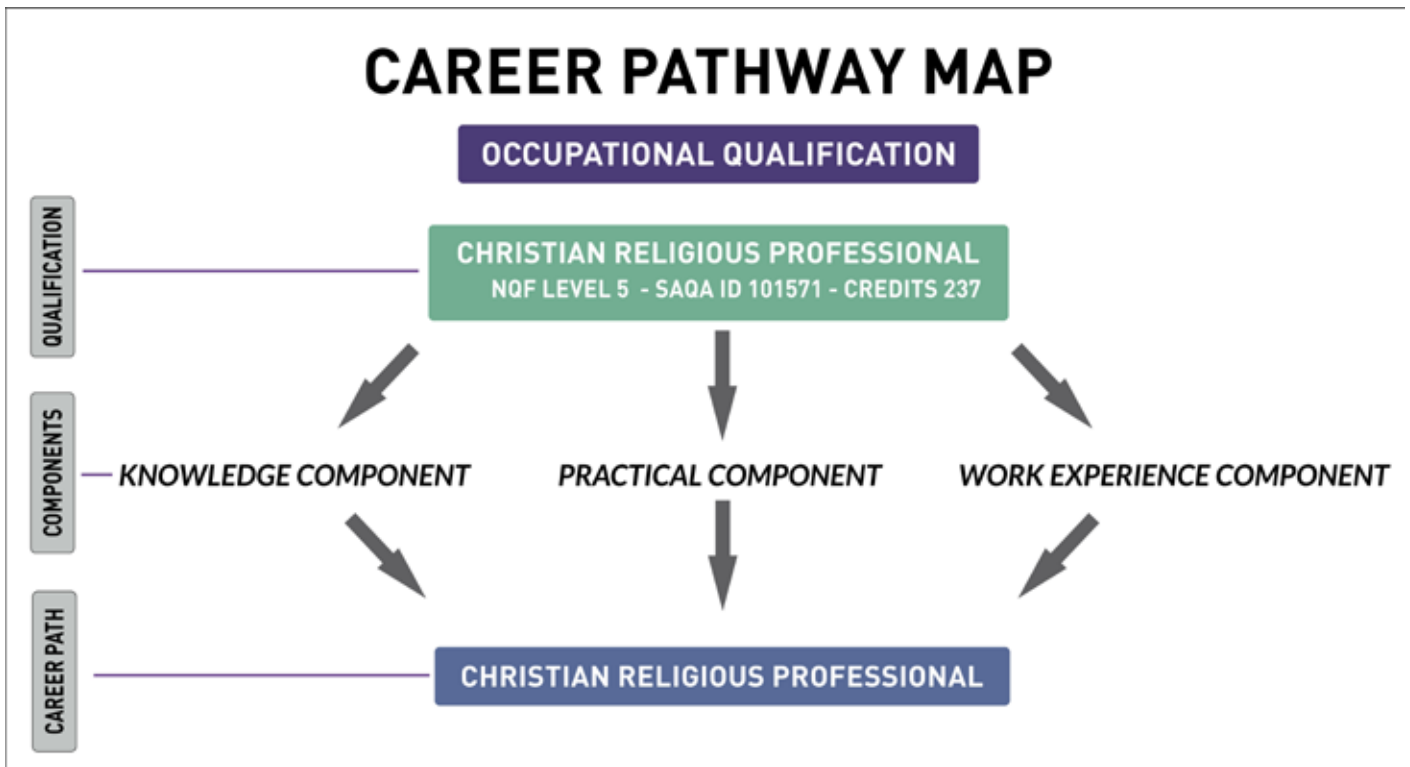 CAREER PATHWAY MAP
OCCUPATIONAL QUALIFICATION
QUALIFICATION
CHRISTIAN RELIGIOUS PROFESSIONAL
NQF LEVEL 5 - SAQA ID 101571 - CREDITS 237
COMPONENTS
KNOWLEDGE COMPONENT
PRACTICAL COMPONENT
WORK EXPERIENCE COMPONENT
CAREER PATH
CHRISTIAN RELIGIOUS PROFESSIONAL